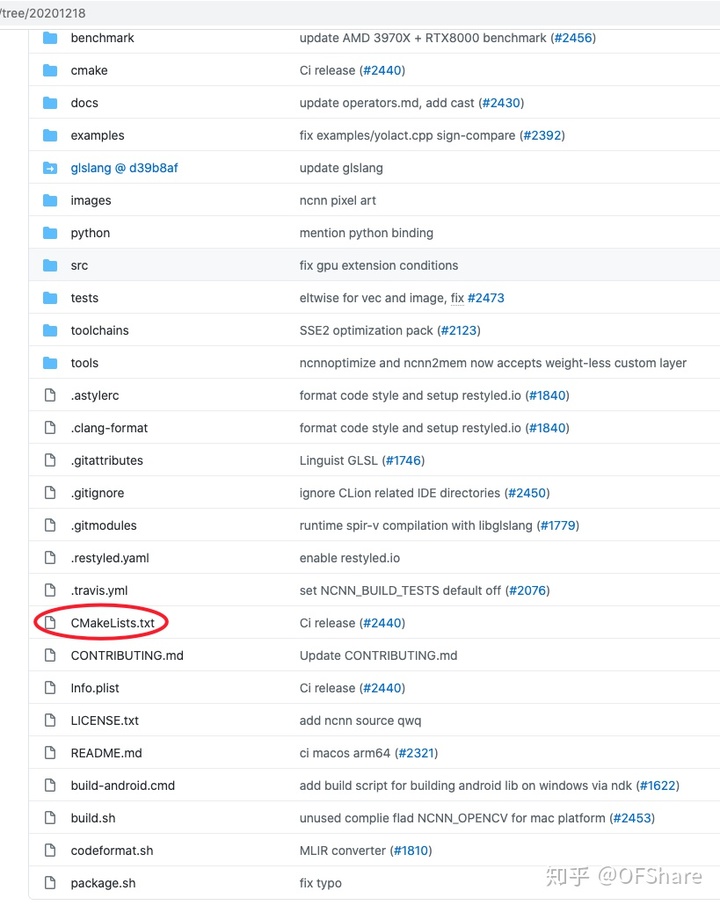 /tree/20201218
benchmark update AMD 3970X + RTX8000 benchmark (#2456)
cmake Ci release (#2440)
docs update operators.md, add cast (#2430)
examples fix examples/yolact.cpp sign-compare (#2392)
glslang @ d39b8af update glslang
images ncnn pixel art
python mention python binding
src fix gpu extension conditions
tests eltwise for vec and image, fix #2473
toolchains SSE2 optimization pack (#2123)
tools ncnnoptimize and ncnn2mem now accepts weight-less custom layer
.astylerc format code style and setup restyled.io (#1840)
.clang-format format code style and setup restyled.io (#1840)
.gitattributes Linguist GLSL (#1746)
.gitignore ignore CLion related IDE directories (#2450)
.gitmodules runtime spir-v compilation with libglslang (#1779)
.restyled.yaml enable restyled.io
.travis.yml set NCNN_BUILD_TESTS default off (#2076)
CMakeLists.txt Ci release (#2440)
CONTRIBUTING.md Update CONTRIBUTING.md
Info.plist Ci release (#2440)
LICENSE.txt add ncnn source qwq
README.md ci macos arm64 (#2321)
build-android.cmd add build script for building android lib on windows via ndk (#1622)
build.sh unused complie flad NCNN_OPENCV for mac platform (#2453)
codeformat.sh MLIR converter (#1810)
package.sh fix typo
知乎 @OFShare